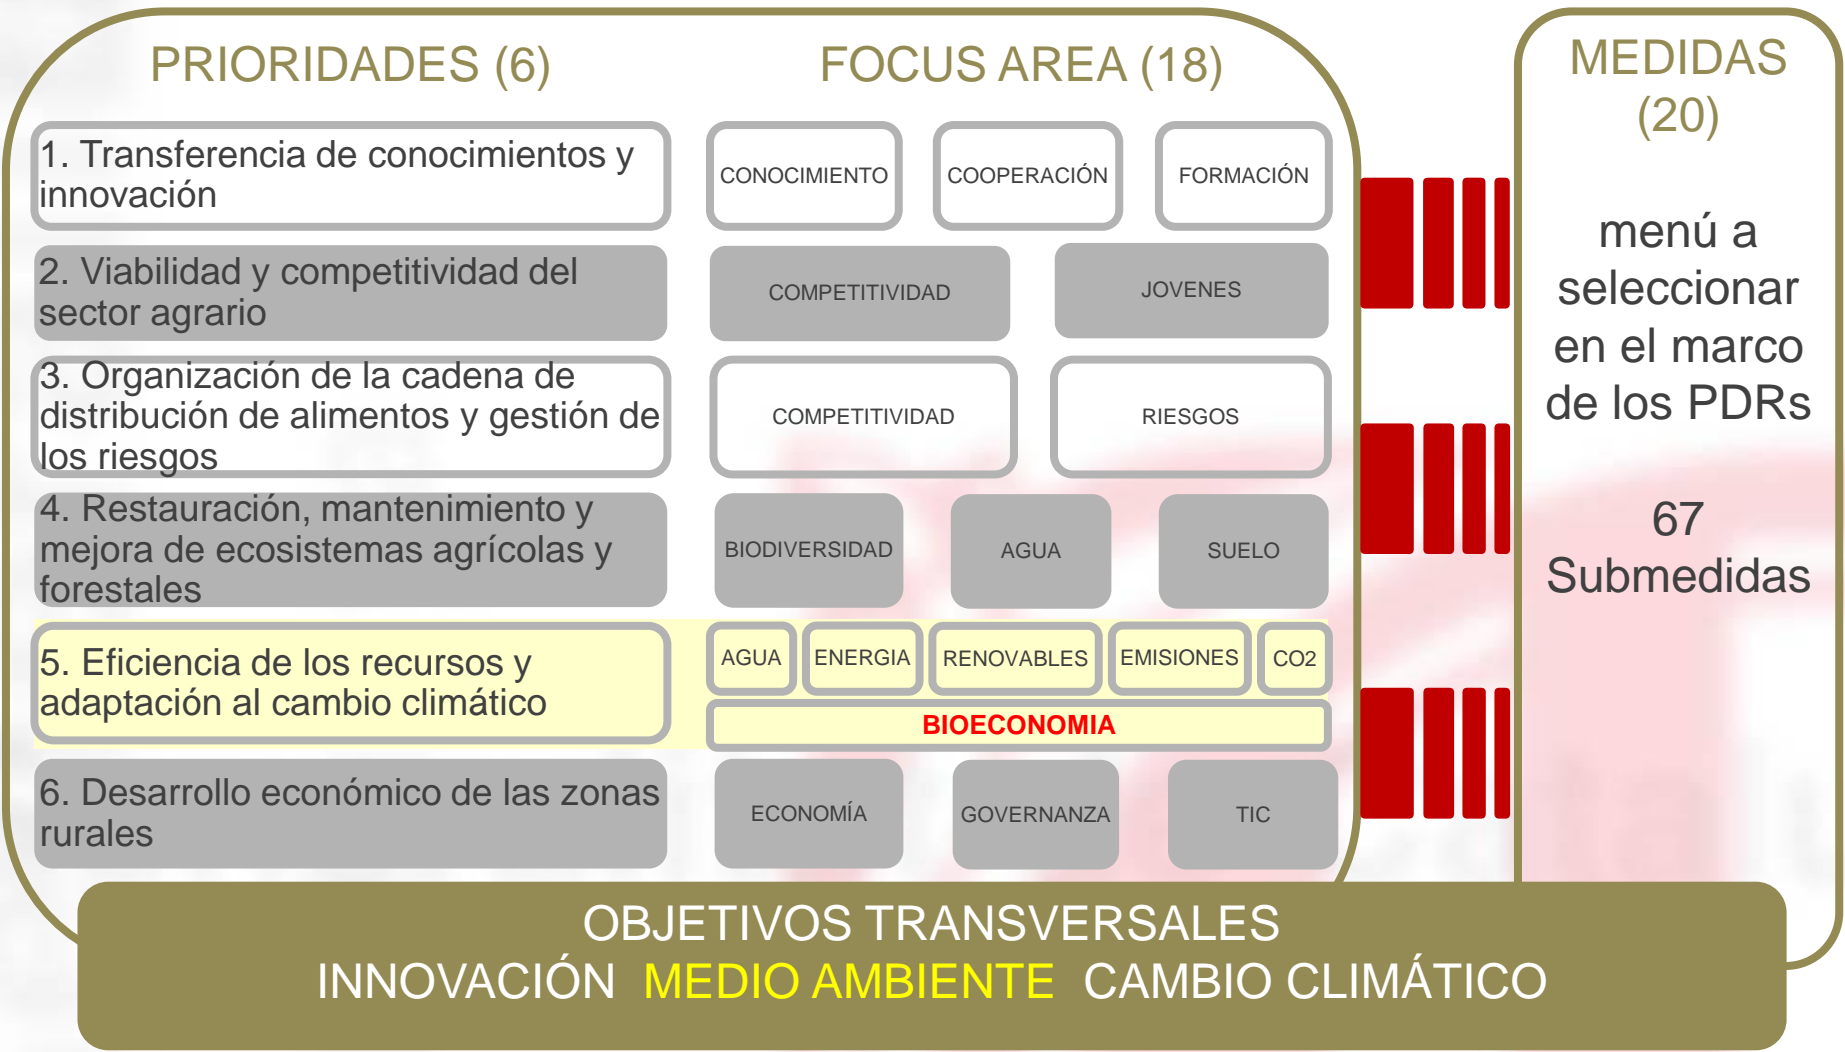 PRIORIDADES (6)
FOCUS AREA (18)
1. Transferencia de conocimientos y
innovación
CONOCIMIENTO
COOPERACIÓN
FORMACIÓN
2. Viabilidad y competitividad del
sector agrario
COMPETITIVIDAD
JOVENES
3. Organización de la cadena de
distribución de alimentos y gestión de
los riesgos
COMPETITIVIDAD
RIESGOS
4. Restauración, mantenimiento y
mejora de ecosistemas agrícolas y
forestales
BIODIVERSIDAD
AGUA
SUELO
5. Eficiencia de los recursos y
adaptación al cambio climático
AGUA
ENERGIA
RENOVABLES
EMISIONES
CO2
BIOECONOMIA
6. Desarrollo económico de las zonas
rurales
ECONOMÍA
GOVERNANZA
TIC
MEDIDAS
(20)
menú a
seleccionar
en el marco
de los PDRs
67
Submedidas
OBJETIVOS TRANSVERSALES
INNOVACIÓN MEDIO AMBIENTE CAMBIO CLIMÁTICO